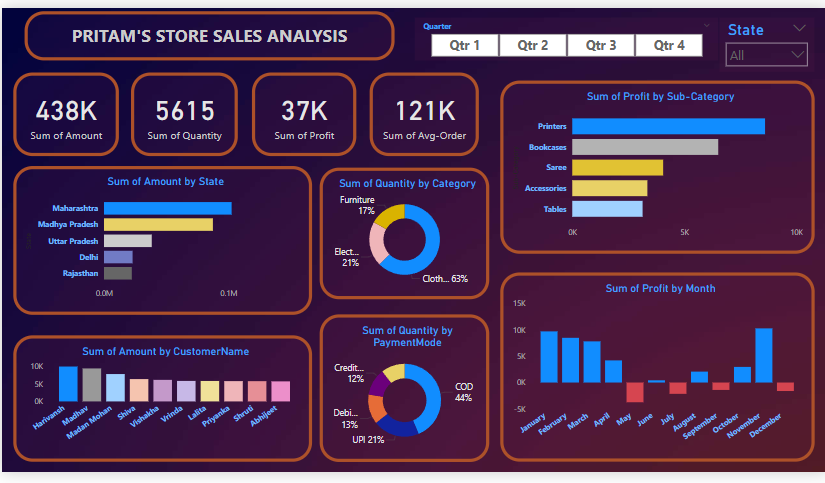 PRITAM'S STORE SALES ANALYSIS
Quarter
Qtr 1
Qtr 2
Qtr 3
Qtr 4
State
All
438K
Sum of Amount
5615
Sum of Quantity
37K
Sum of Profit
121K
Sum of Avg-Order
Sum of Profit by Sub-Category
Printers
Bookcases
Saree
Accessories
Tables
0K 5K 10K
Sum of Amount by State
Maharashtra
Madhya Pradesh
Uttar Pradesh
Delhi
Rajasthan
0.0M 0.1M
Sum of Quantity by Category
Furniture
17%
Elect...
21%
Cloth... 63%
Sum of Profit by Month
15K
10K
5K
0K
-5K
January
February
March
April
May
June
July
August
September
October
November
December
Sum of Amount by CustomerName
10K
5K
0K
Harivansh
Madhav
Madan Mohan
Shiva
Vishakha
Vrinda
Lalita
Priyanka
Shruti
Abhijeet
Sum of Quantity by
PaymentMode
Credit...
12%
COD
44%
Debi...
13%
UPI 21%